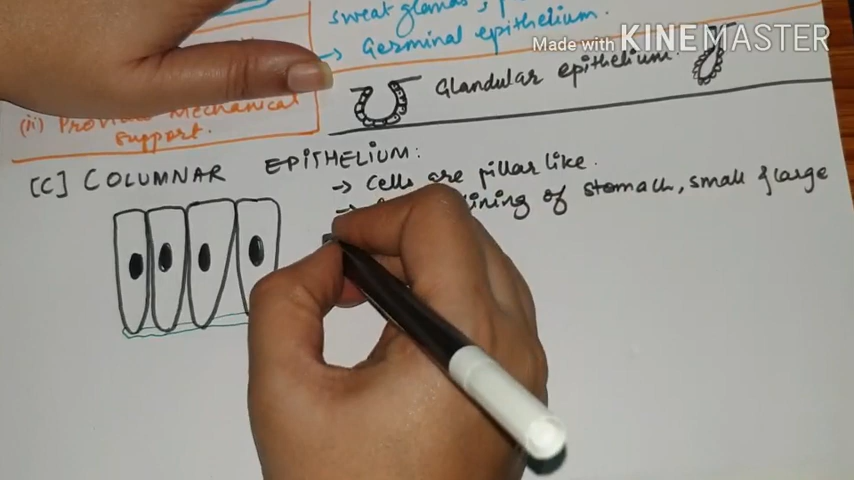 sweat glands,
→ Germinal epithelium.
Made with KINEMASTER
Glandular epithelium.
(ii) Provide Mechanical
support.
[C] COLUMNAR EPITHELIUM:
→ Cells are pillar like.
→ lining of stomach, small & large